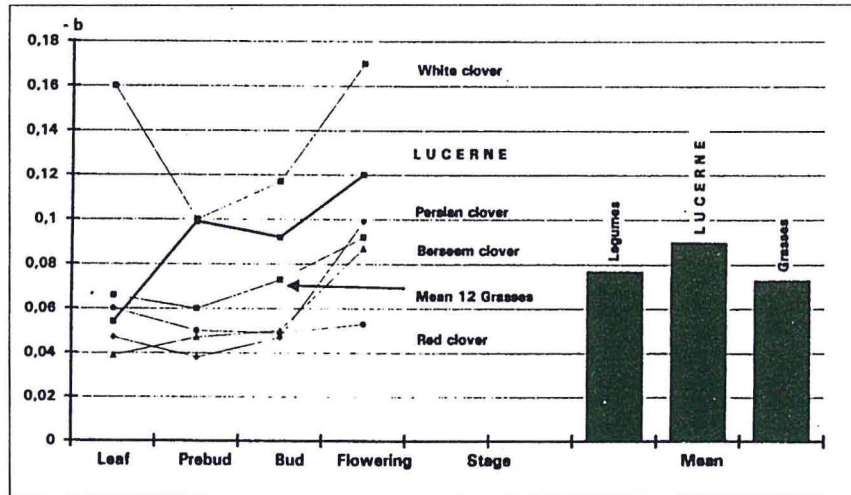 - b
0,18
0,16
0,14
0,12
0,1
0,08
0,06
0,04
0,02
0
White clover
LUCERNE
Persian clover
Berseem clover
Mean 12 Grasses
Red clover
Legumes
LUCERNE
Grasses
Leaf Prebud Bud Flowering Stage Mean